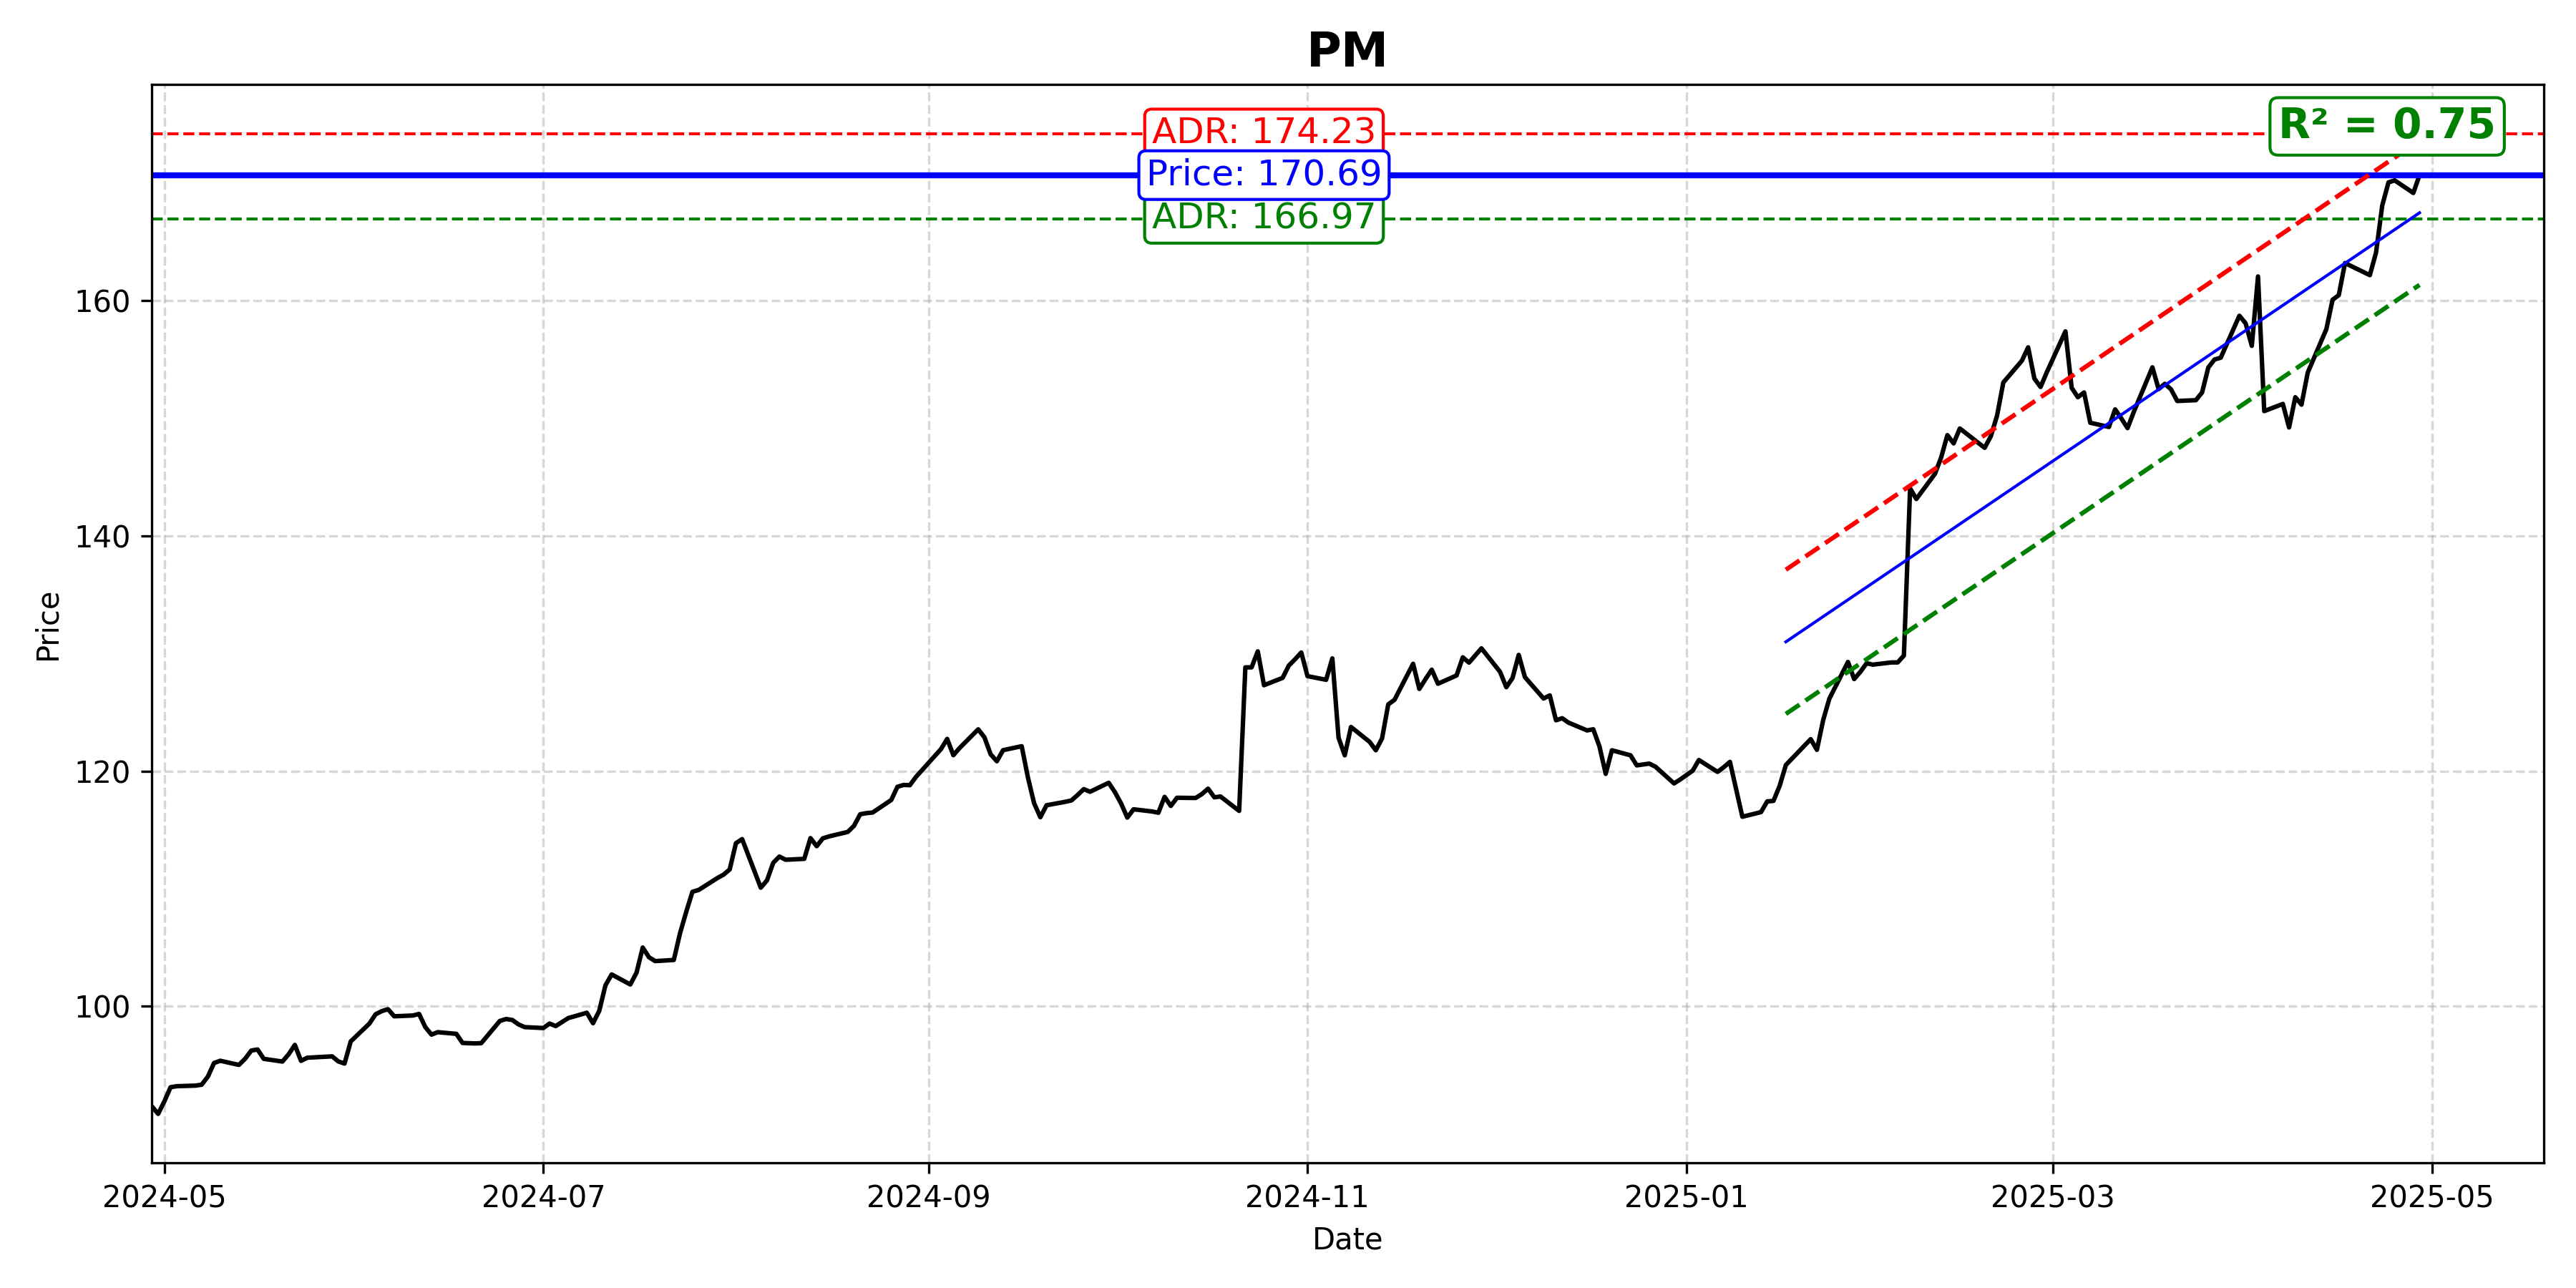 PM
ADR: 174.23
R² = 0.75
Price: 170.69
ADR: 166.97
160
140
120
100
Price
2024-05
2024-07
2024-09
2024-11
2025-01
2025-03
2025-05
Date